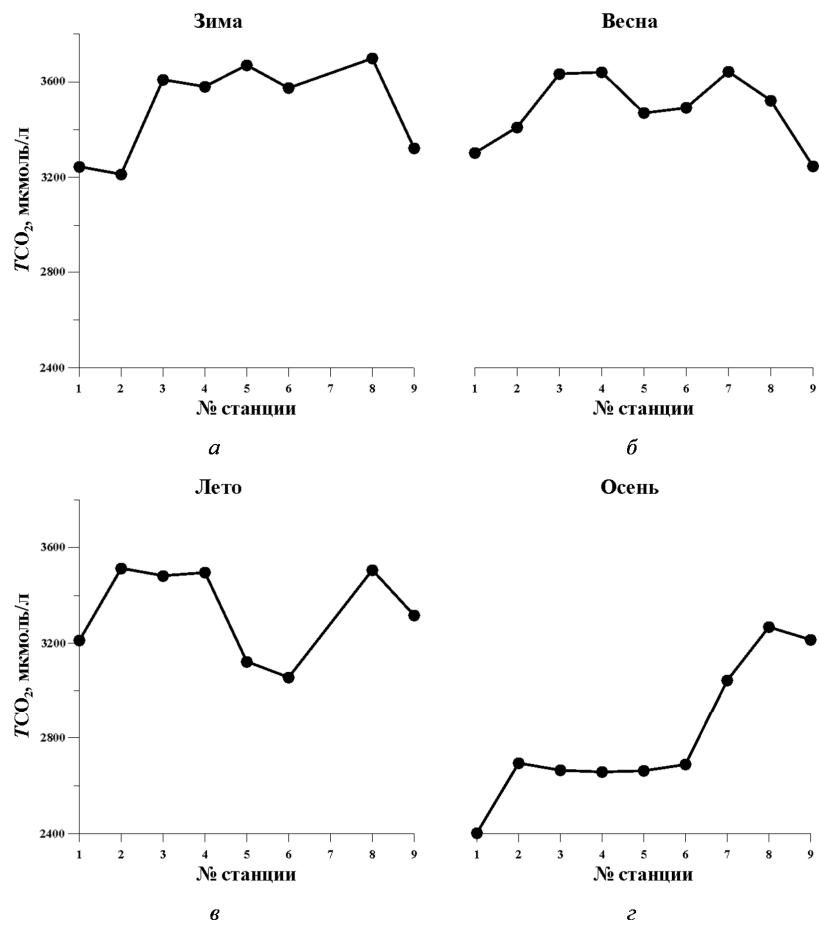 Зима
3600
3200
2800
2400
TCO₂, мкмоль/л
1 2 3 4 5 6 7 8 9
№ станции
а
Весна
1 2 3 4 5 6 7 8 9
№ станции
б
Лето
3600
3200
2800
2400
TCO₂, мкмоль/л
1 2 3 4 5 6 7 8 9
№ станции
в
Осень
1 2 3 4 5 6 7 8 9
№ станции
г